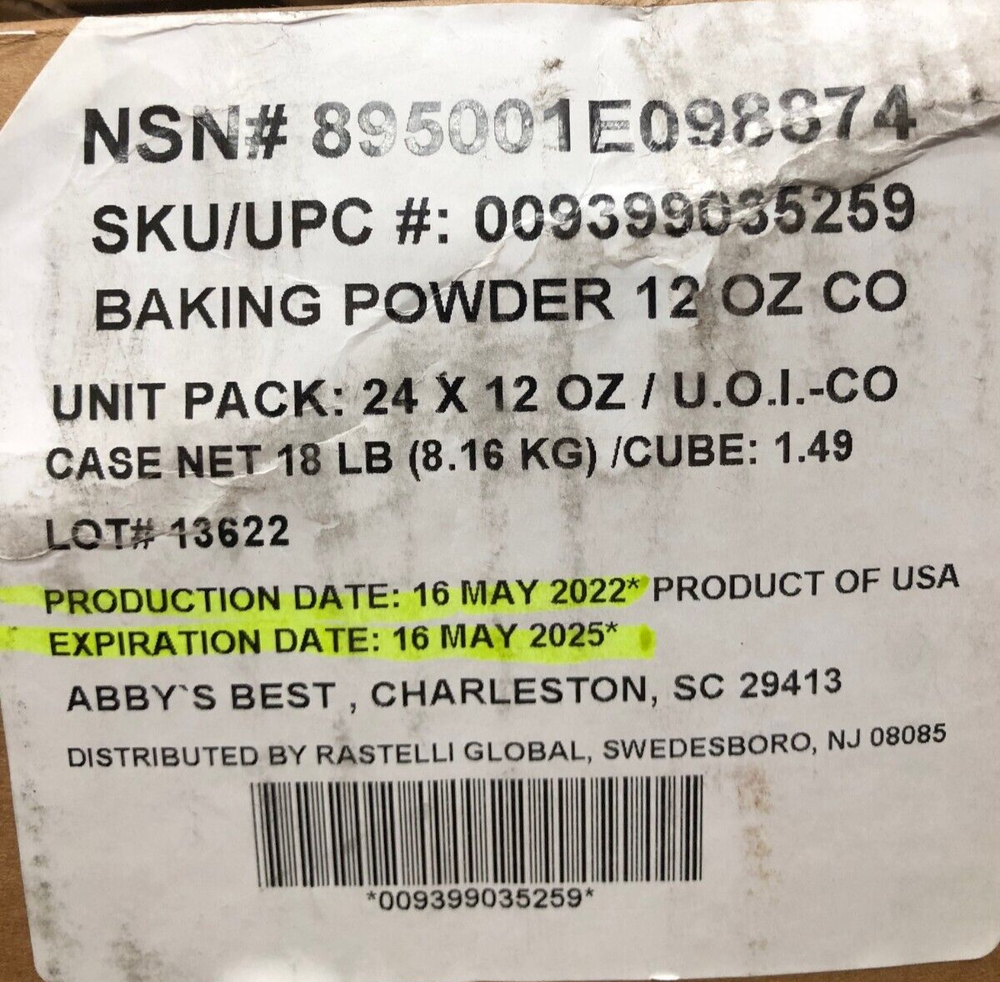 NSN# 895001E098874
SKU/UPC #: 009399035259
BAKING POWDER 12 OZ CO
UNIT PACK: 24 X 12 OZ / U.O.I.-CO
CASE NET 18 LB (8.16 KG) /CUBE: 1.49
LOT# 13622
PRODUCTION DATE: 16 MAY 2022* PRODUCT OF USA
EXPIRATION DATE: 16 MAY 2025*
ABBY`S BEST , CHARLESTON, SC 29413
DISTRIBUTED BY RASTELLI GLOBAL, SWEDESBORO, NJ 08085
*009399035259*